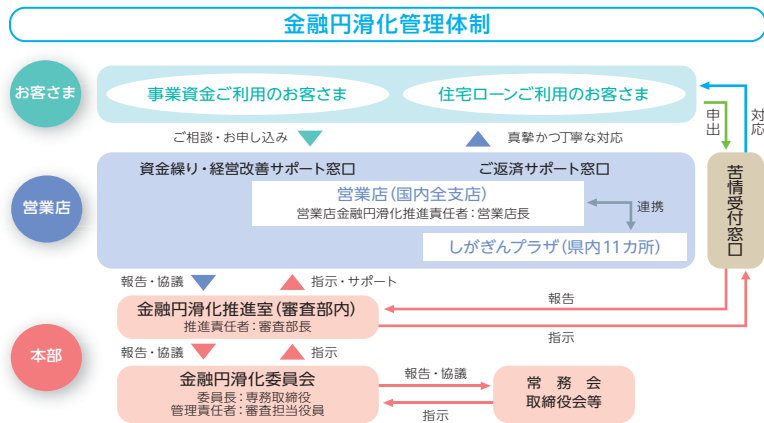 金融円滑化管理体制
お客さま
事業資金ご利用のお客さま
住宅ローンご利用のお客さま
申出
対応
ご相談・お申し込み
真摯かつ丁寧な対応
営業店
資金繰り・経営改善サポート窓口
ご返済サポート窓口
営業店(国内全支店)
営業店金融円滑化推進責任者:営業店長
連携
しがぎんプラザ(県内11カ所)
苦情受付窓口
報告・協議
指示・サポート
本部
金融円滑化推進室(審査部内)
推進責任者:審査部長
報告
指示
報告・協議
指示
金融円滑化委員会
委員長:専務取締役
管理責任者:審査担当役員
報告・協議
指示
常 務 会
取締役会等